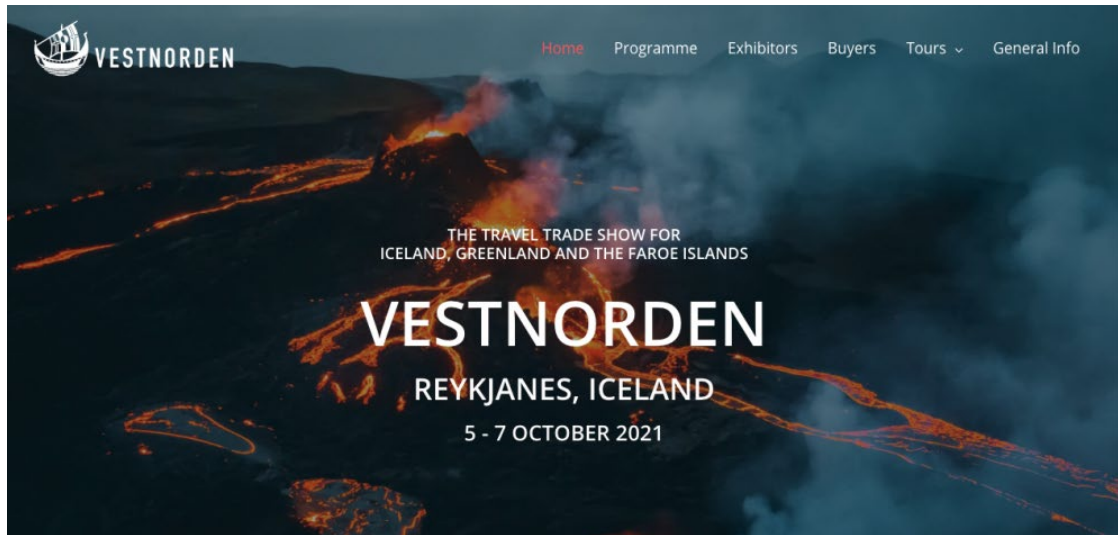 VESTNORDEN
Home Programme Exhibitors Buyers Tours General Info
THE TRAVEL TRADE SHOW FOR
ICELAND, GREENLAND AND THE FAROE ISLANDS
VESTNORDEN
REYKJANES, ICELAND
5 - 7 OCTOBER 2021